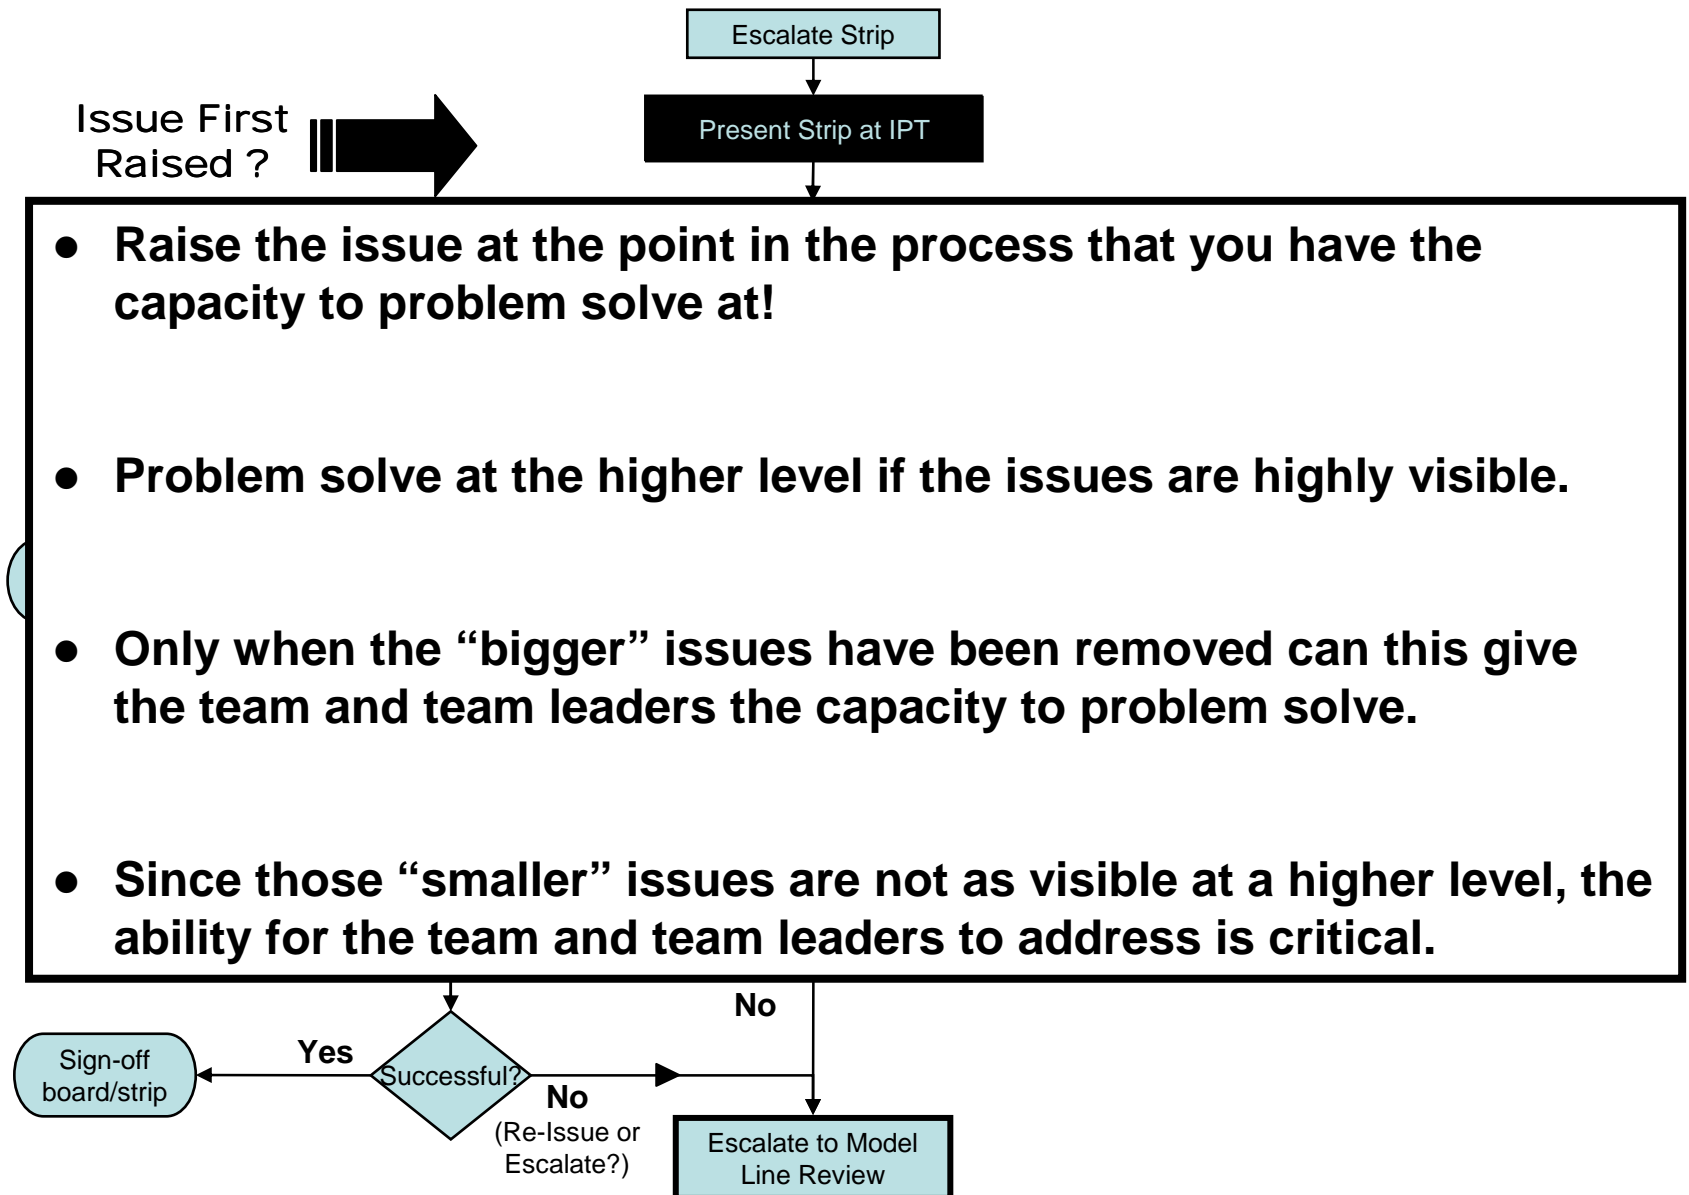 Escalate Strip
Issue First
Raised ?
Present Strip at IPT
● Raise the issue at the point in the process that you have the
capacity to problem solve at!
● Problem solve at the higher level if the issues are highly visible.
● Only when the “bigger” issues have been removed can this give
the team and team leaders the capacity to problem solve.
● Since those “smaller” issues are not as visible at a higher level, the
ability for the team and team leaders to address is critical.
No
Sign-off
board/strip
Yes
Successful?
No
(Re-Issue or
Escalate?)
Escalate to Model
Line Review